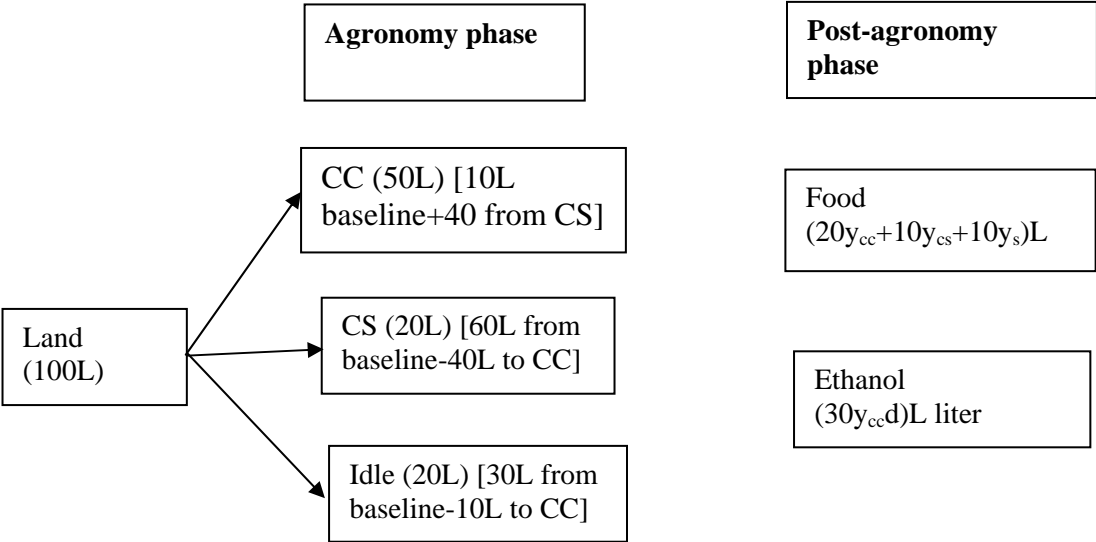 Agronomy phase
Post-agronomy
phase
CC (50L) [10L
baseline+40 from CS]
Food
(20ycc+10ycs+10ys)L
Land
(100L)
CS (20L) [60L from
baseline-40L to CC]
Ethanol
(30yccd)L liter
Idle (20L) [30L from
baseline-10L to CC]